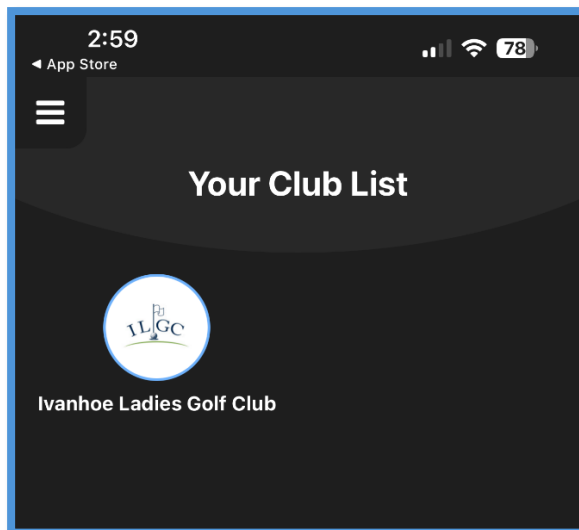 2:59
78
◀ App Store
Your Club List
ILGC
Ivanhoe Ladies Golf Club